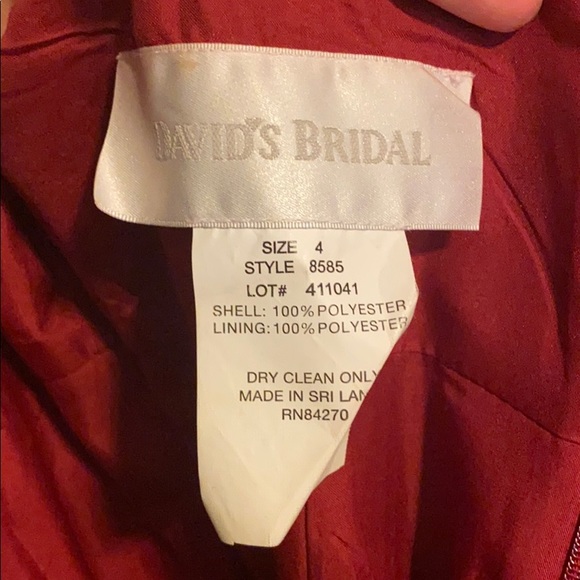 DAVID'S BRIDAL
SIZE 4
STYLE 8585
LOT# 411041
SHELL: 100% POLYESTER
LINING: 100% POLYESTER
DRY CLEAN ONLY
MADE IN SRI LAN
RN84270